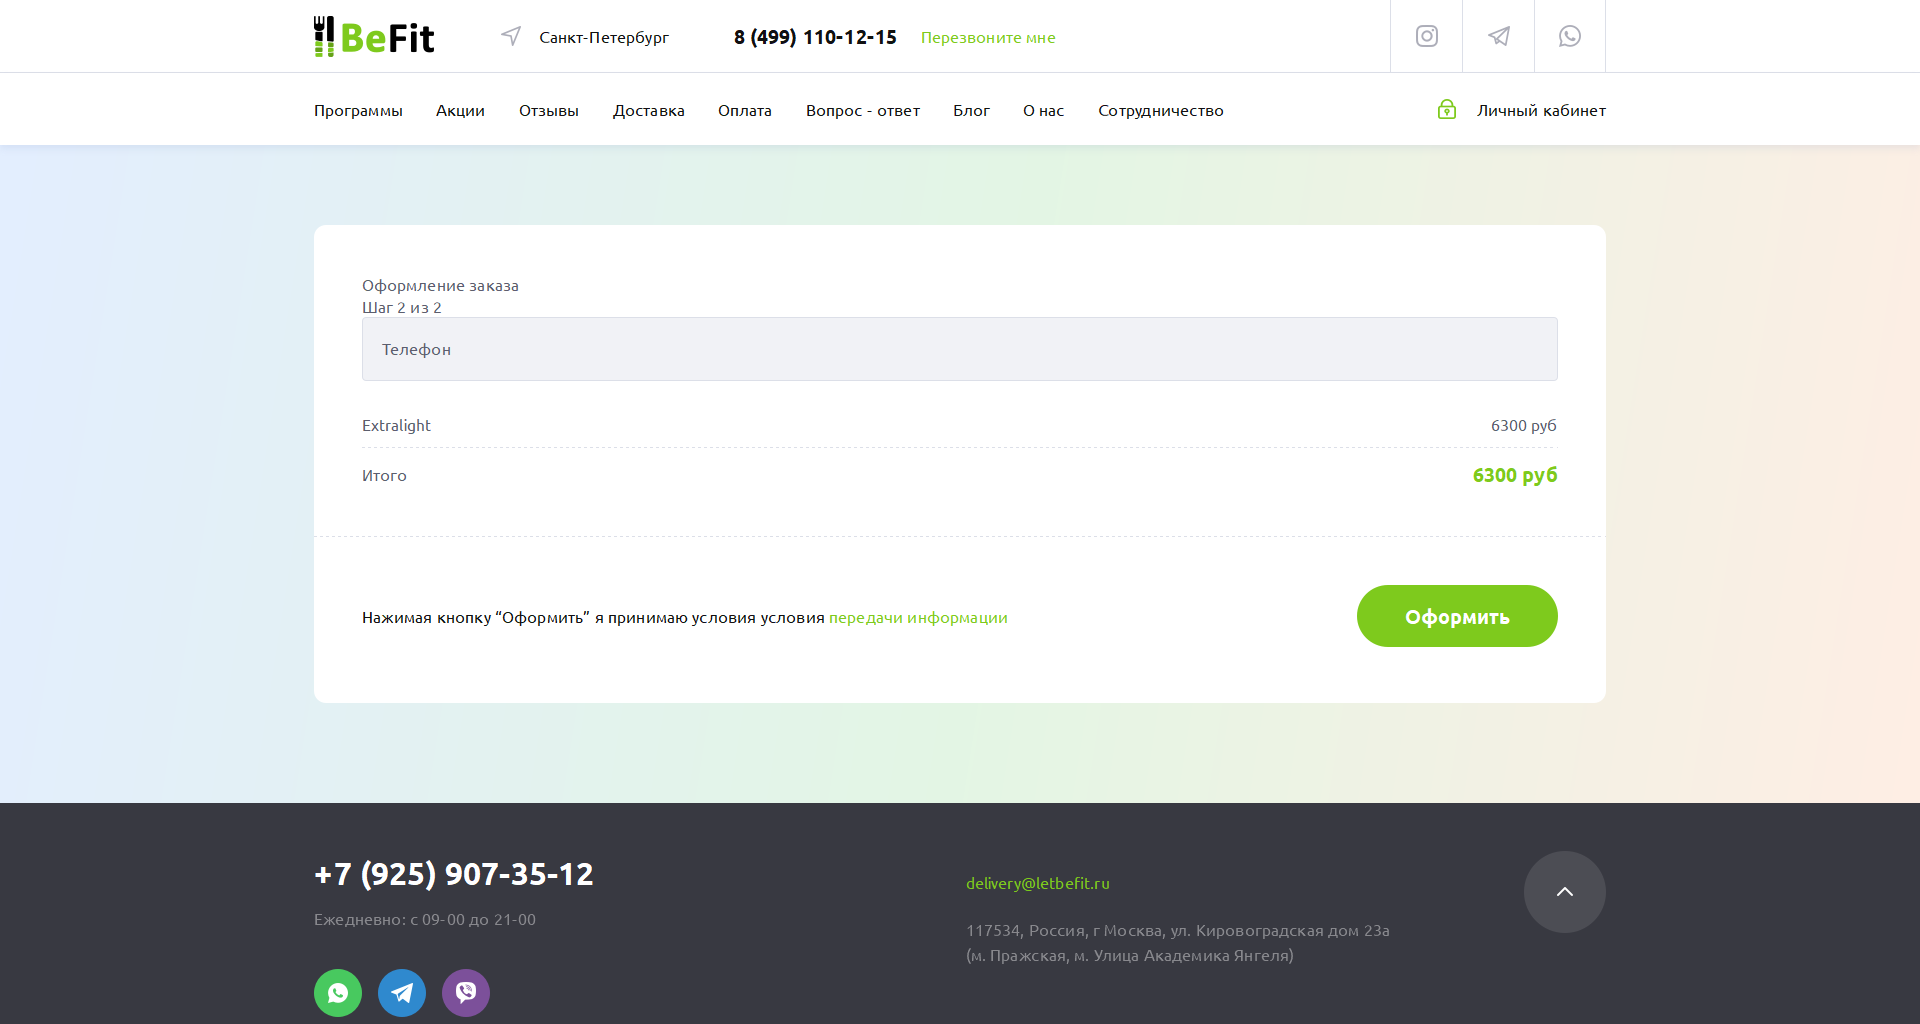 BeFit
Санкт-Петербург
8 (499) 110-12-15
Перезвоните мне
Программы
Акции
Отзывы
Доставка
Оплата
Вопрос - ответ
Блог
О нас
Сотрудничество
Личный кабинет
Оформление заказа
Шаг 2 из 2
Телефон
Extralight
6300 руб
Итого
6300 руб
Нажимая кнопку “Оформить” я принимаю условия условия передачи информации
Оформить
+7 (925) 907-35-12
Ежедневно: с 09-00 до 21-00
delivery@letbefit.ru
117534, Россия, г Москва, ул. Кировоградская дом 23а
(м. Пражская, м. Улица Академика Янгеля)